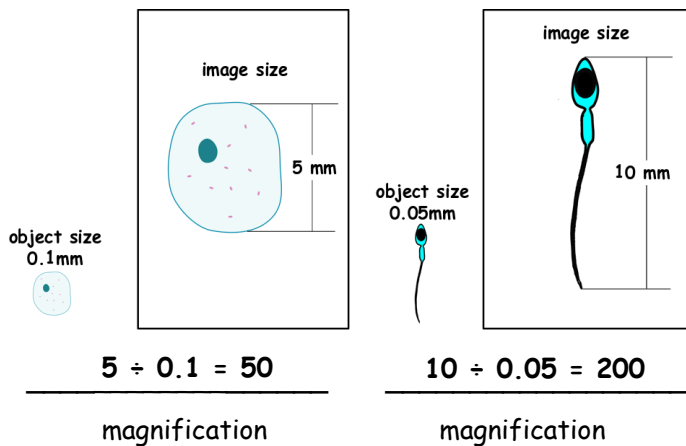 image size
5 mm
object size
0.1mm
5 ÷ 0.1 = 50
magnification
image size
10 mm
object size
0.05mm
10 ÷ 0.05 = 200
magnification